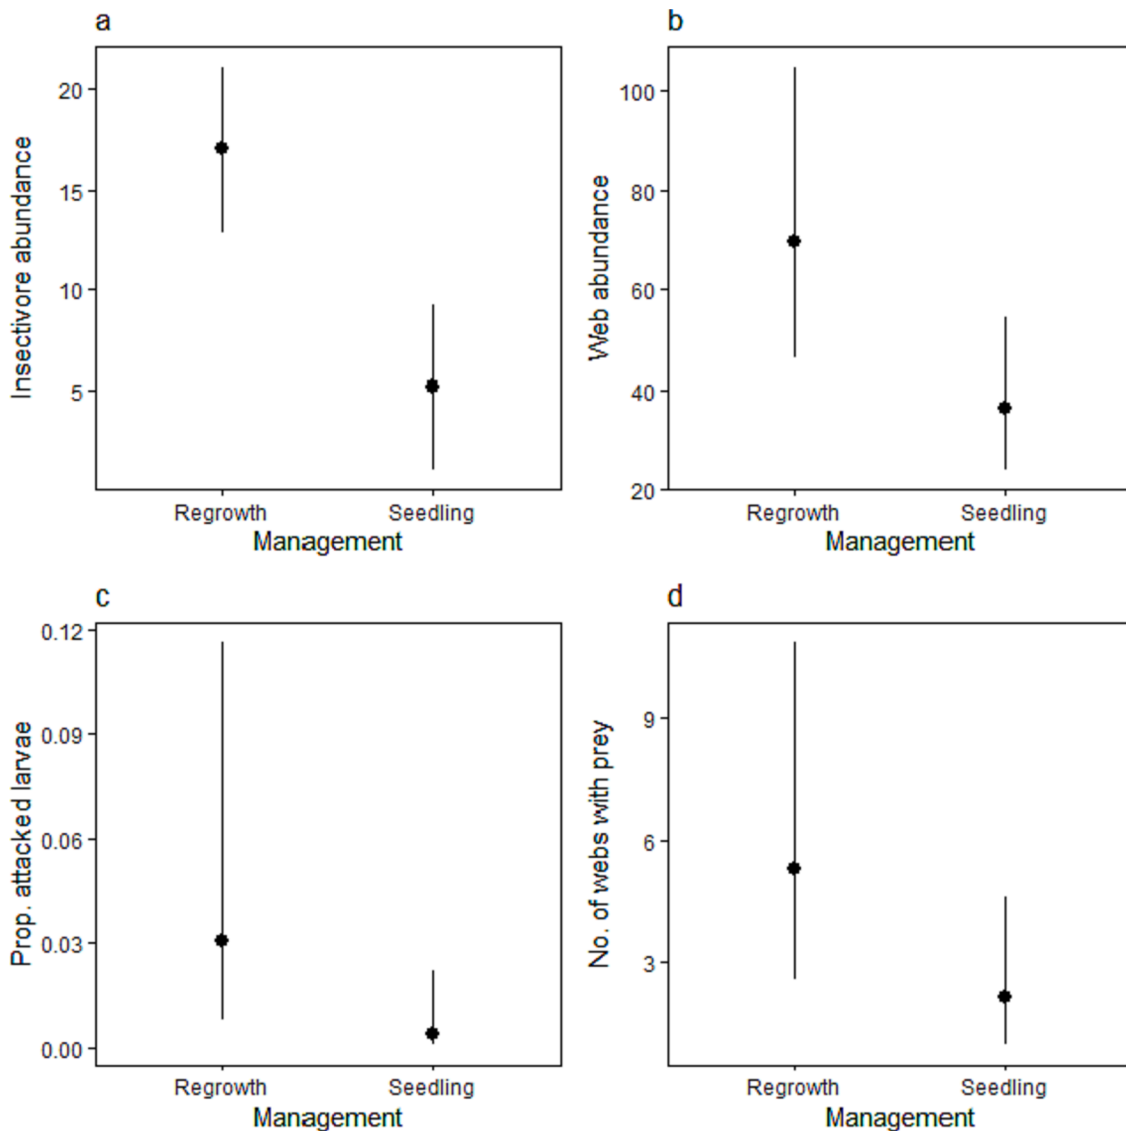 a
Insectivore abundance
20
15
10
5
Regrowth Seedling
Management
b
Web abundance
100
80
60
40
20
Regrowth Seedling
Management
c
Prop. attacked larvae
0.12
0.09
0.06
0.03
0.00
Regrowth Seedling
Management
d
No. of webs with prey
9
6
3
Regrowth Seedling
Management